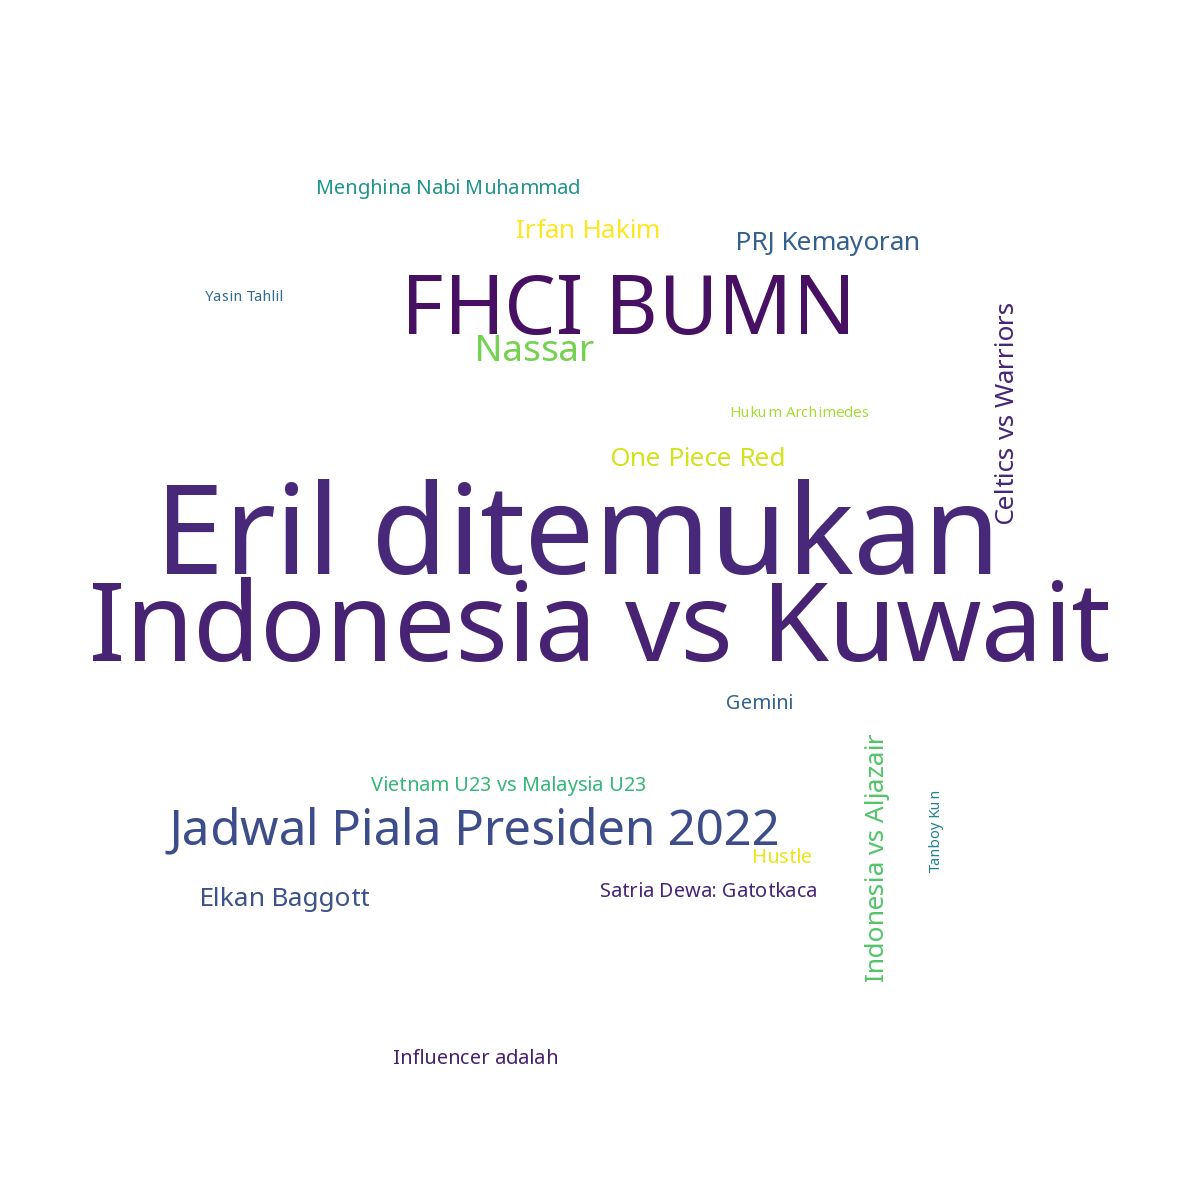 Menghina Nabi Muhammad
Irfan Hakim
PRJ Kemayoran
Yasin Tahlil
FHCI BUMN
Nassar
Celtics vs Warriors
Hukum Archimedes
One Piece Red
Eril ditemukan
Indonesia vs Kuwait
Gemini
Vietnam U23 vs Malaysia U23
Jadwal Piala Presiden 2022
Indonesia vs Aljazair
Tanboy Kun
Hustle
Elkan Baggott
Satria Dewa: Gatotkaca
Influencer adalah